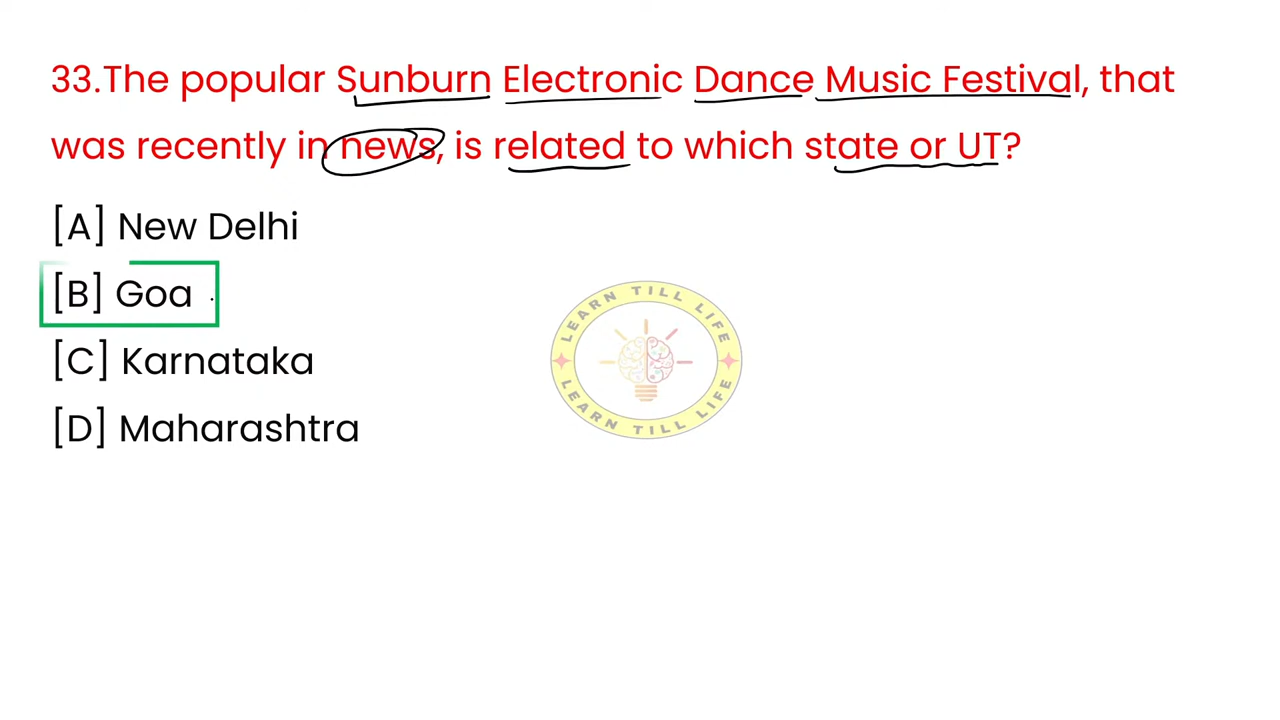 33.The popular Sunburn Electronic Dance Music Festival, that
was recently in news, is related to which state or UT?
[A] New Delhi
[B] Goa
[C] Karnataka
[D] Maharashtra
LEARN TILL LIFE
LEARN TILL LIFE